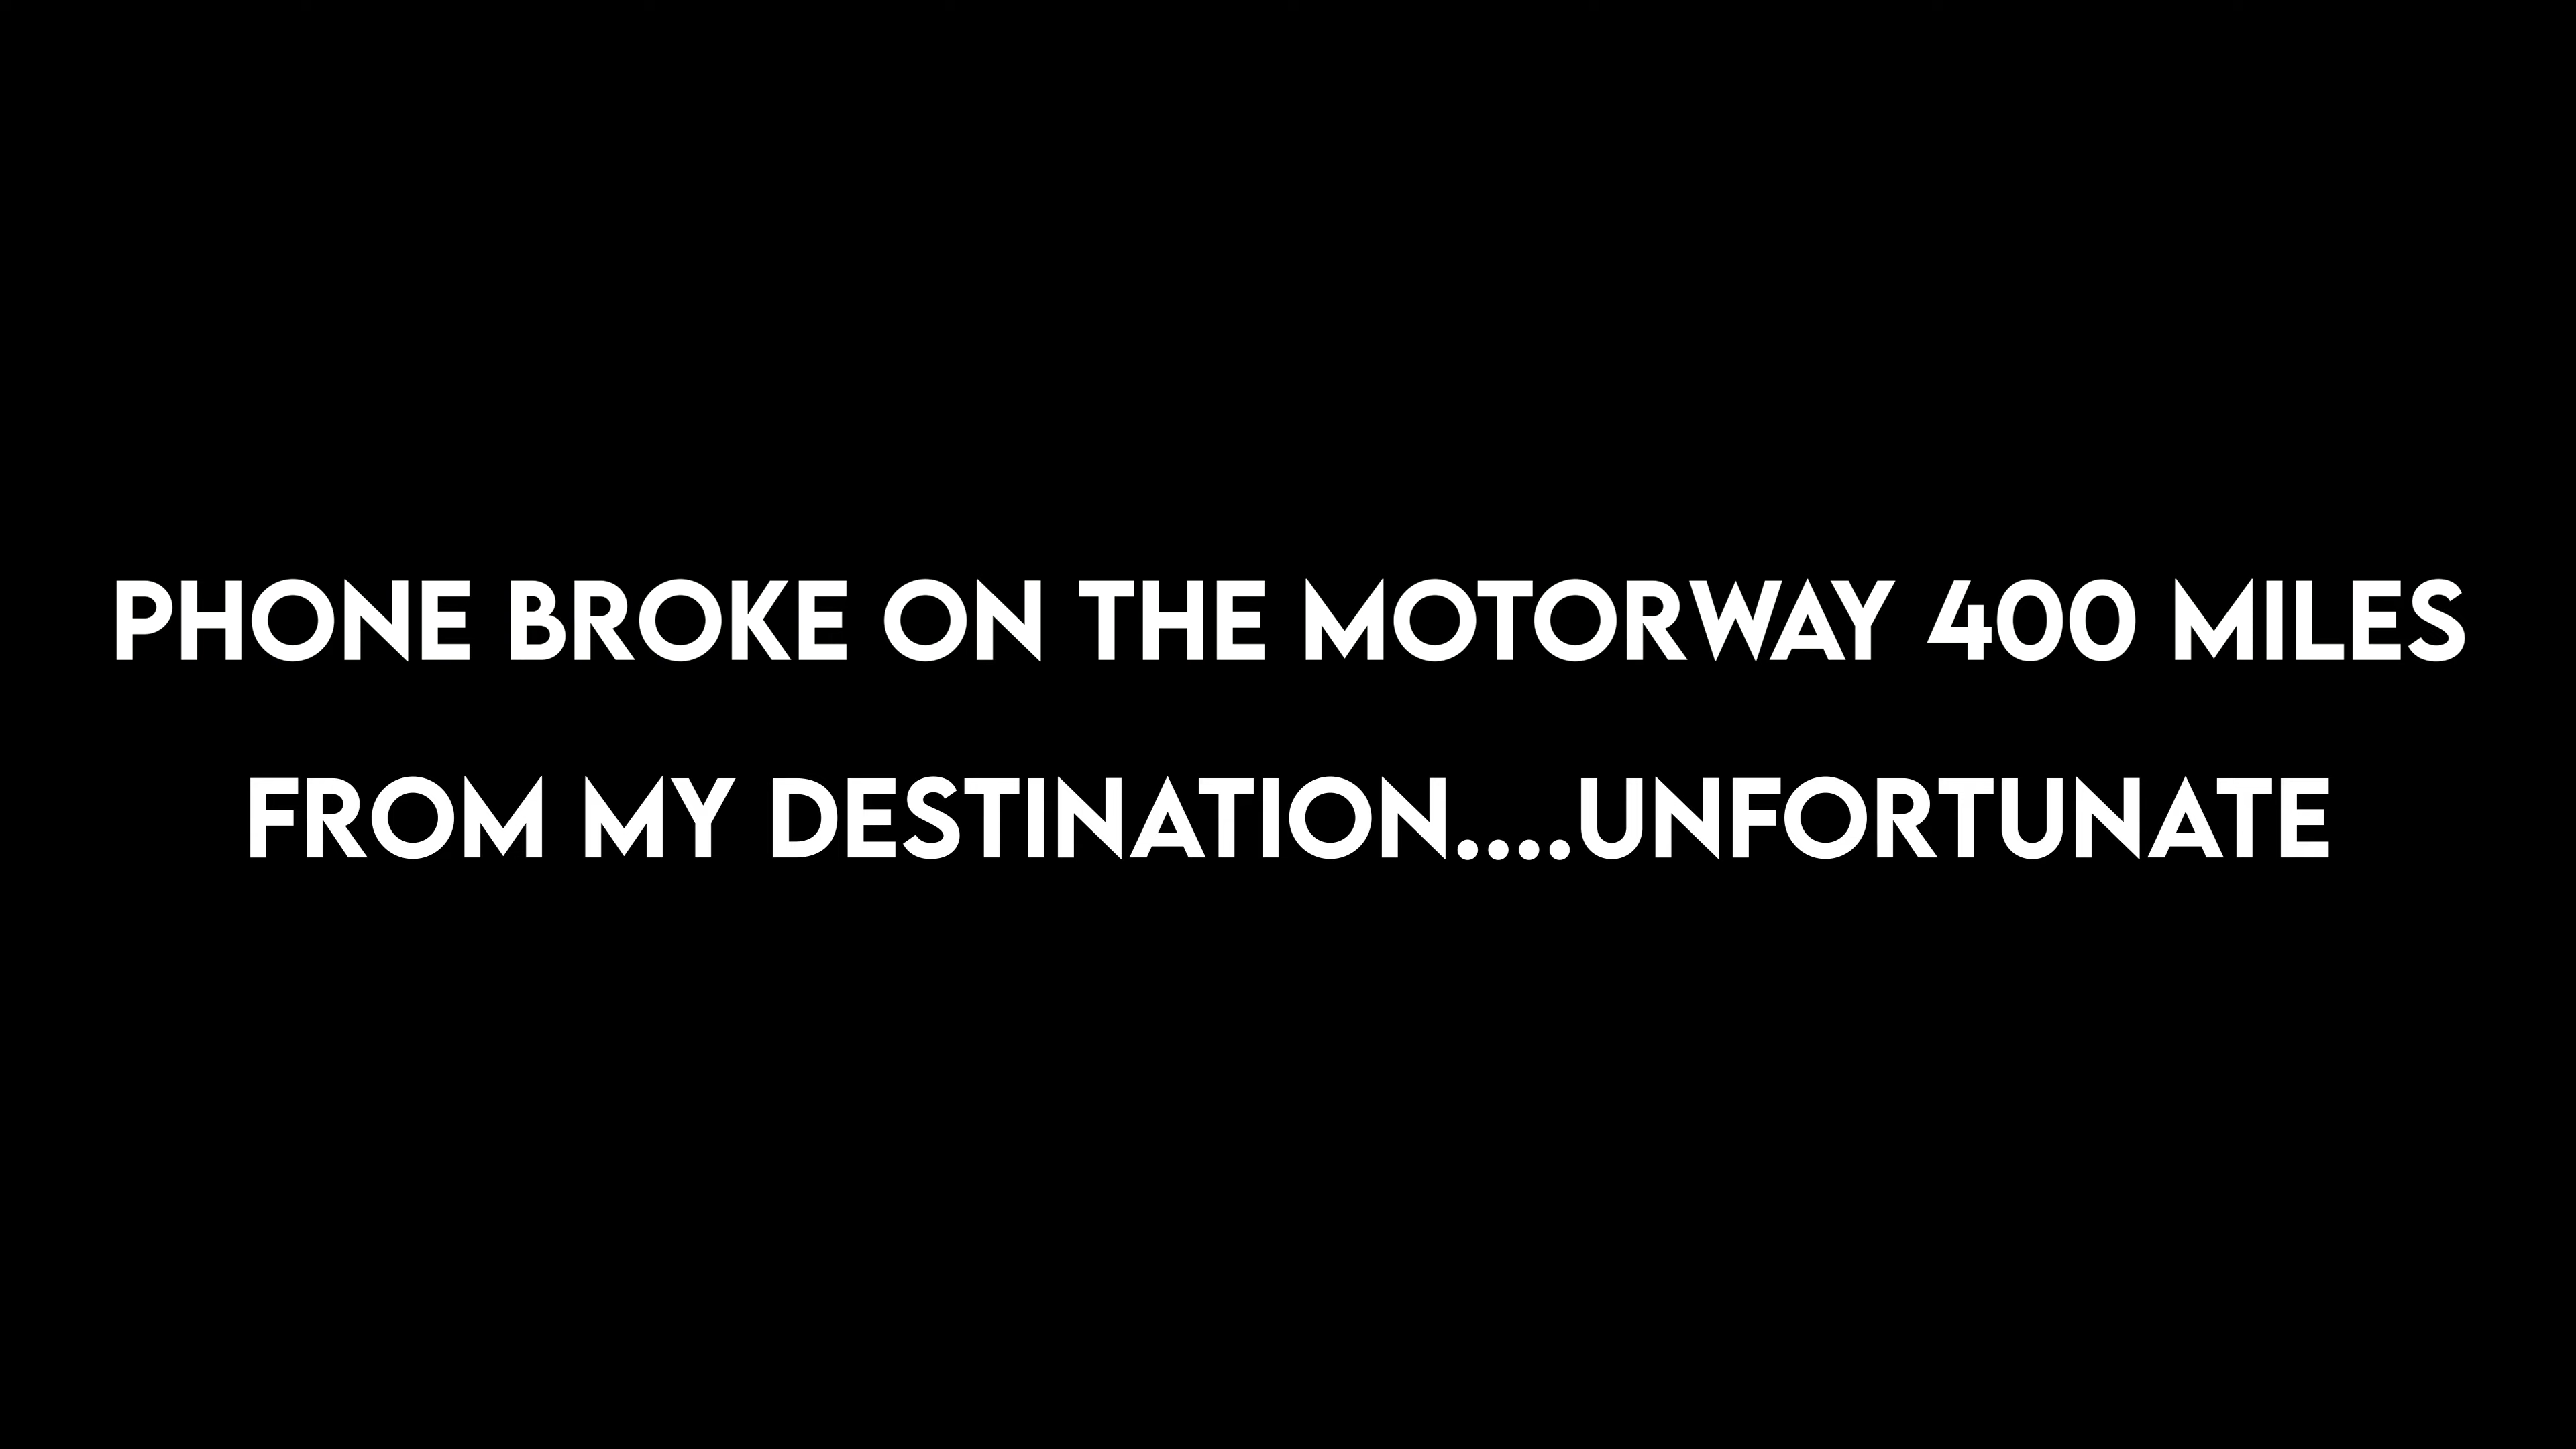 PHONE BROKE ON THE MOTORWAY 400 MILES
FROM MY DESTINATION....UNFORTUNATE